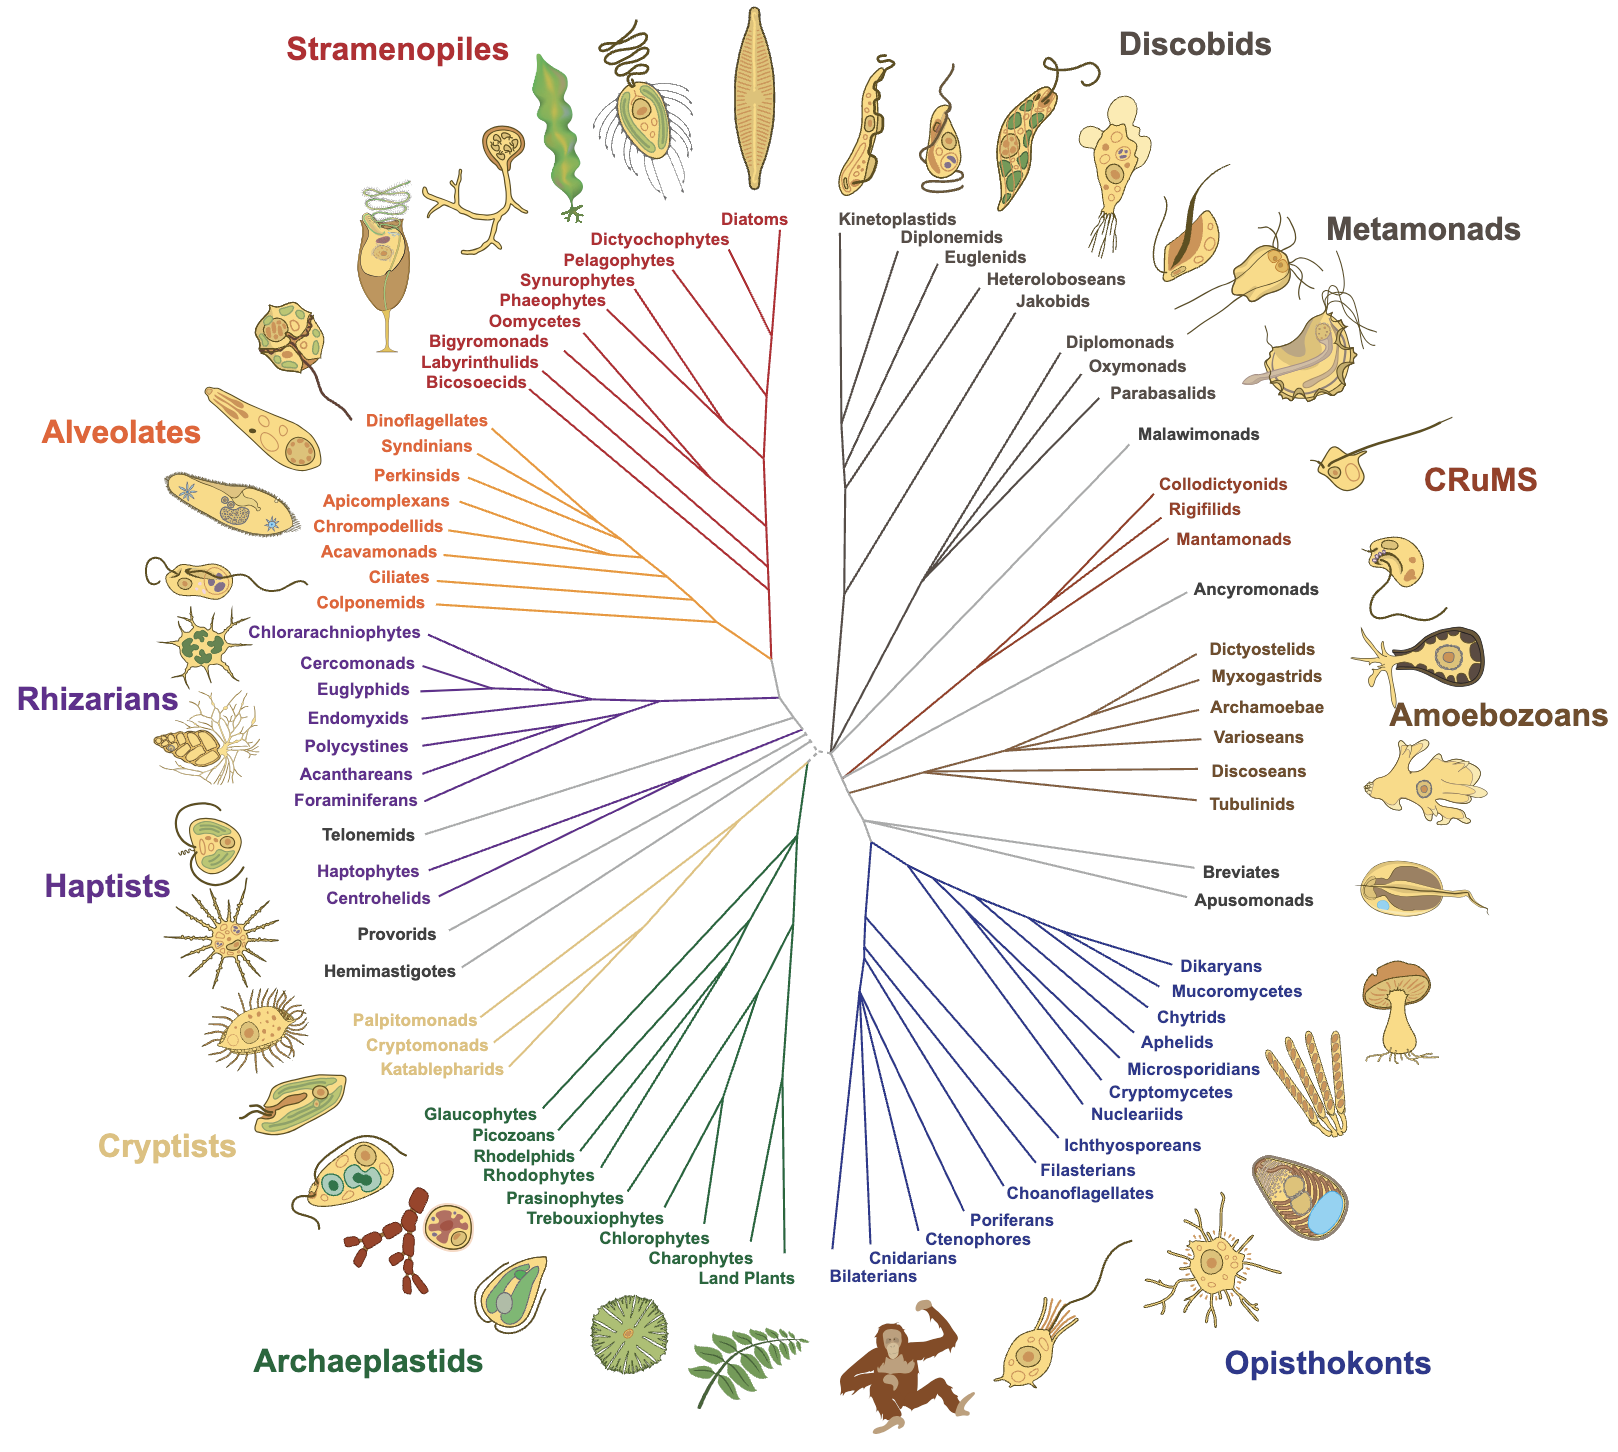 Stramenopiles
Diatoms
Dictyochophytes
Pelagophytes
Synurophytes
Phaeophytes
Oomycetes
Bigyromonads
Labyrinthulids
Bicosoecids
Alveolates
Dinoflagellates
Syndinians
Perkinsids
Apicomplexans
Chrompodellids
Acavamonads
Ciliates
Colponemids
Rhizarians
Chlorarachniophytes
Cercomonads
Euglyphids
Endomyxids
Polycystines
Acanthareans
Foraminiferans
Telonemids
Haptists
Haptophytes
Centrohelids
Provorids
Hemimastigotes
Cryptists
Palpitomonads
Cryptomonads
Katablepharids
Archaeplastids
Glaucophytes
Picozoans
Rhodelphids
Rhodophytes
Prasinophytes
Trebouxiophytes
Chlorophytes
Charophytes
Land Plants
Discobids
Kinetoplastids
Diplonemids
Euglenids
Heteroloboseans
Jakobids
Metamonads
Diplomonads
Oxymonads
Parabasalids
Malawimonads
CRuMS
Collodictyonids
Rigifilids
Mantamonads
Ancyromonads
Amoebozoans
Dictyostelids
Myxogastrids
Archamoebae
Varioseans
Discoseans
Tubulinids
Breviates
Apusomonads
Opisthokonts
Dikaryans
Mucoromycetes
Chytrids
Aphelids
Microsporidians
Cryptomycetes
Nucleariids
Ichthyosporeans
Filasterians
Choanoflagellates
Poriferans
Ctenophores
Cnidarians
Bilaterians